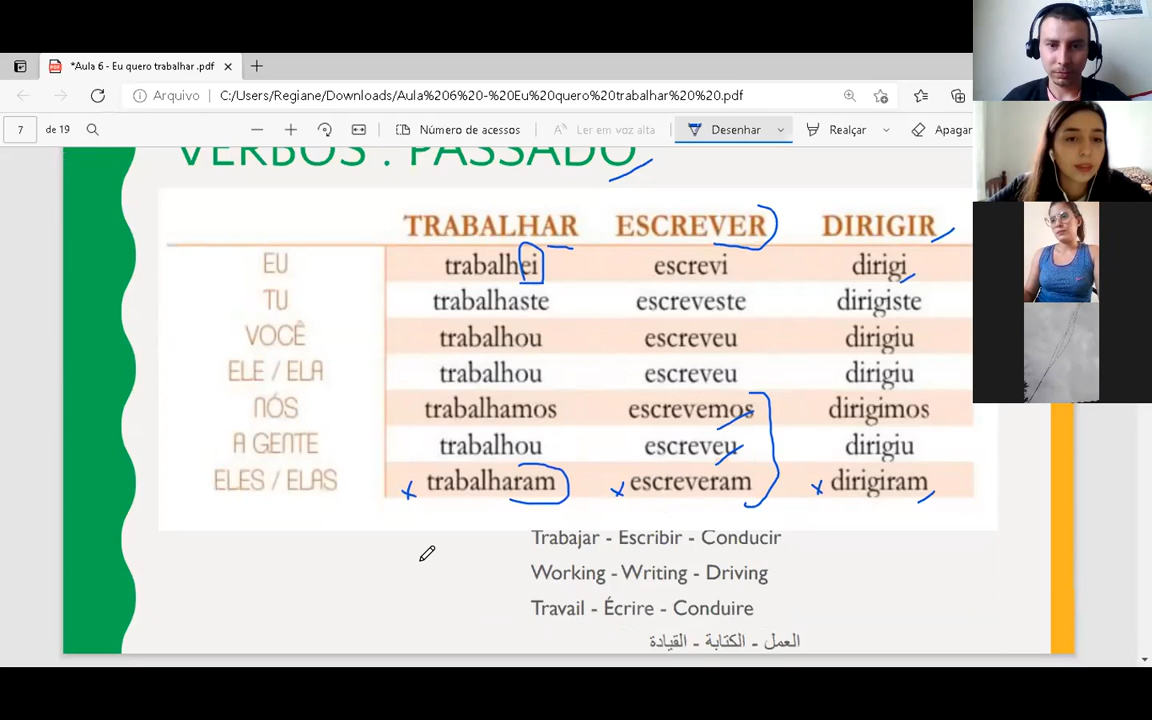 *Aula 6 - Eu quero trabalhar .pdf
Arquivo C:/Users/Regiane/Downloads/Aula%206%20-%20Eu%20quero%20trabalhar%20%20.pdf
7 de 19 Número de acessos Ler em voz alta Desenhar Realçar Apagar
VERBOS : PASSADO
TRABALHAR ESCREVER DIRIGIR
EU trabalhei escrevi dirigi
TU trabalhaste escreveste dirigiste
VOCÊ trabalhou escreveu dirigiu
ELE / ELA trabalhou escreveu dirigiu
NÓS trabalhamos escrevemos dirigimos
A GENTE trabalhou escreveu dirigiu
ELES / ELAS trabalharam escreveram dirigiram
Trabajar - Escribir - Conducir
Working - Writing - Driving
Travail - Écrire - Conduire
العمل - الكتابة - القيادة